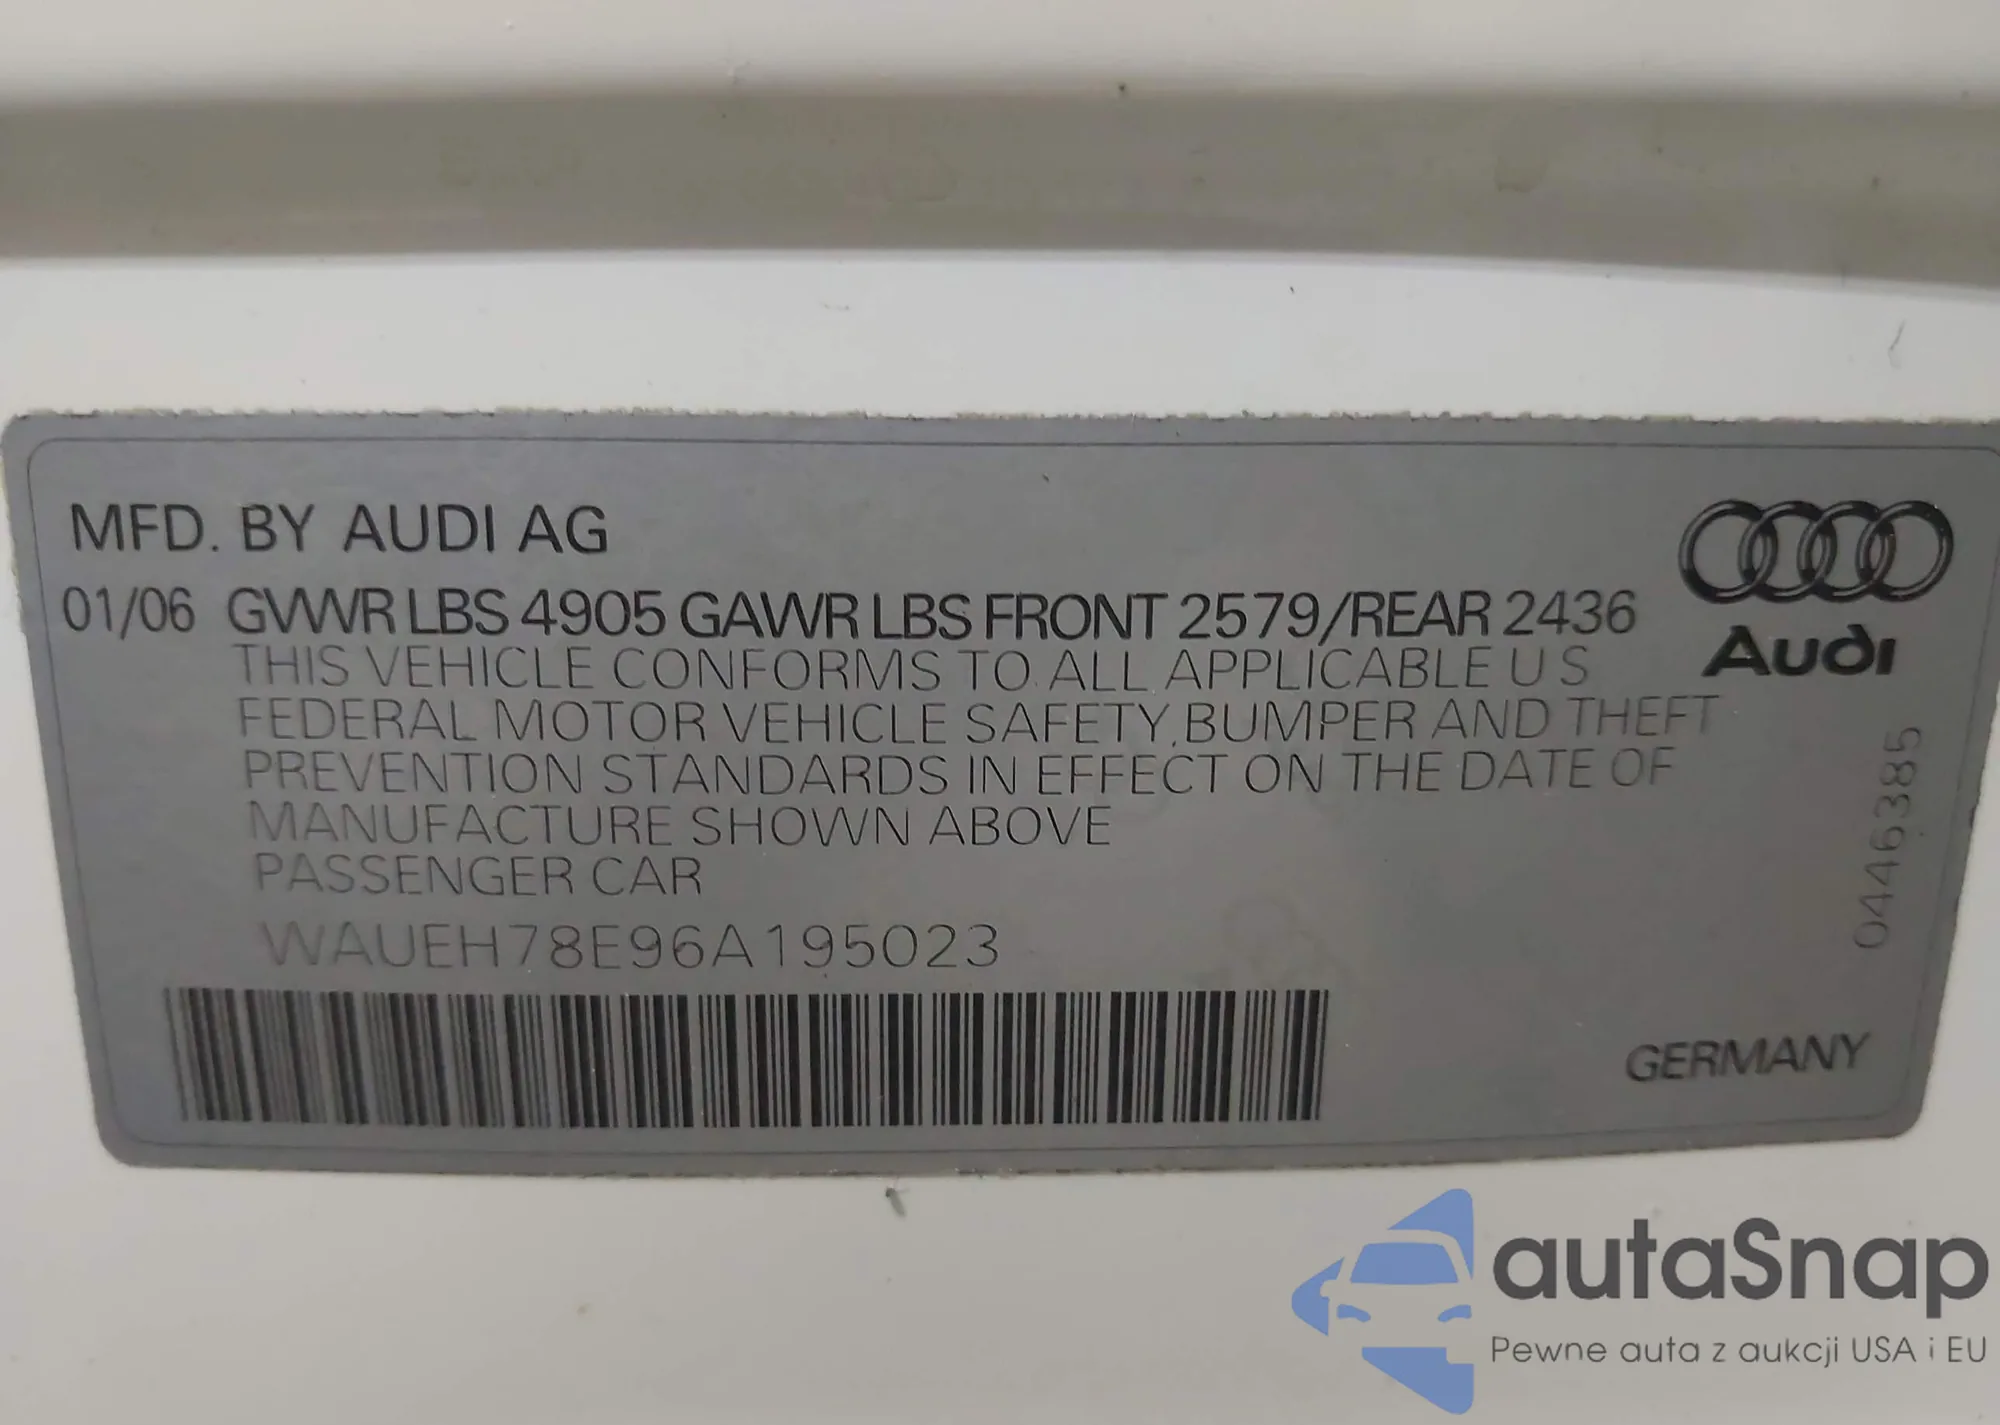 MFD. BY AUDI AG
01/06 GVWR LBS 4905 GAWR LBS FRONT 2579/REAR 2436
THIS VEHICLE CONFORMS TO ALL APPLICABLE U S
FEDERAL MOTOR VEHICLE SAFETY, BUMPER AND THEFT
PREVENTION STANDARDS IN EFFECT ON THE DATE OF
MANUFACTURE SHOWN ABOVE
PASSENGER CAR
WAUEH78E96A195023
Audi
0446385
GERMANY
autaSnap
Pewne auta z aukcji USA i EU